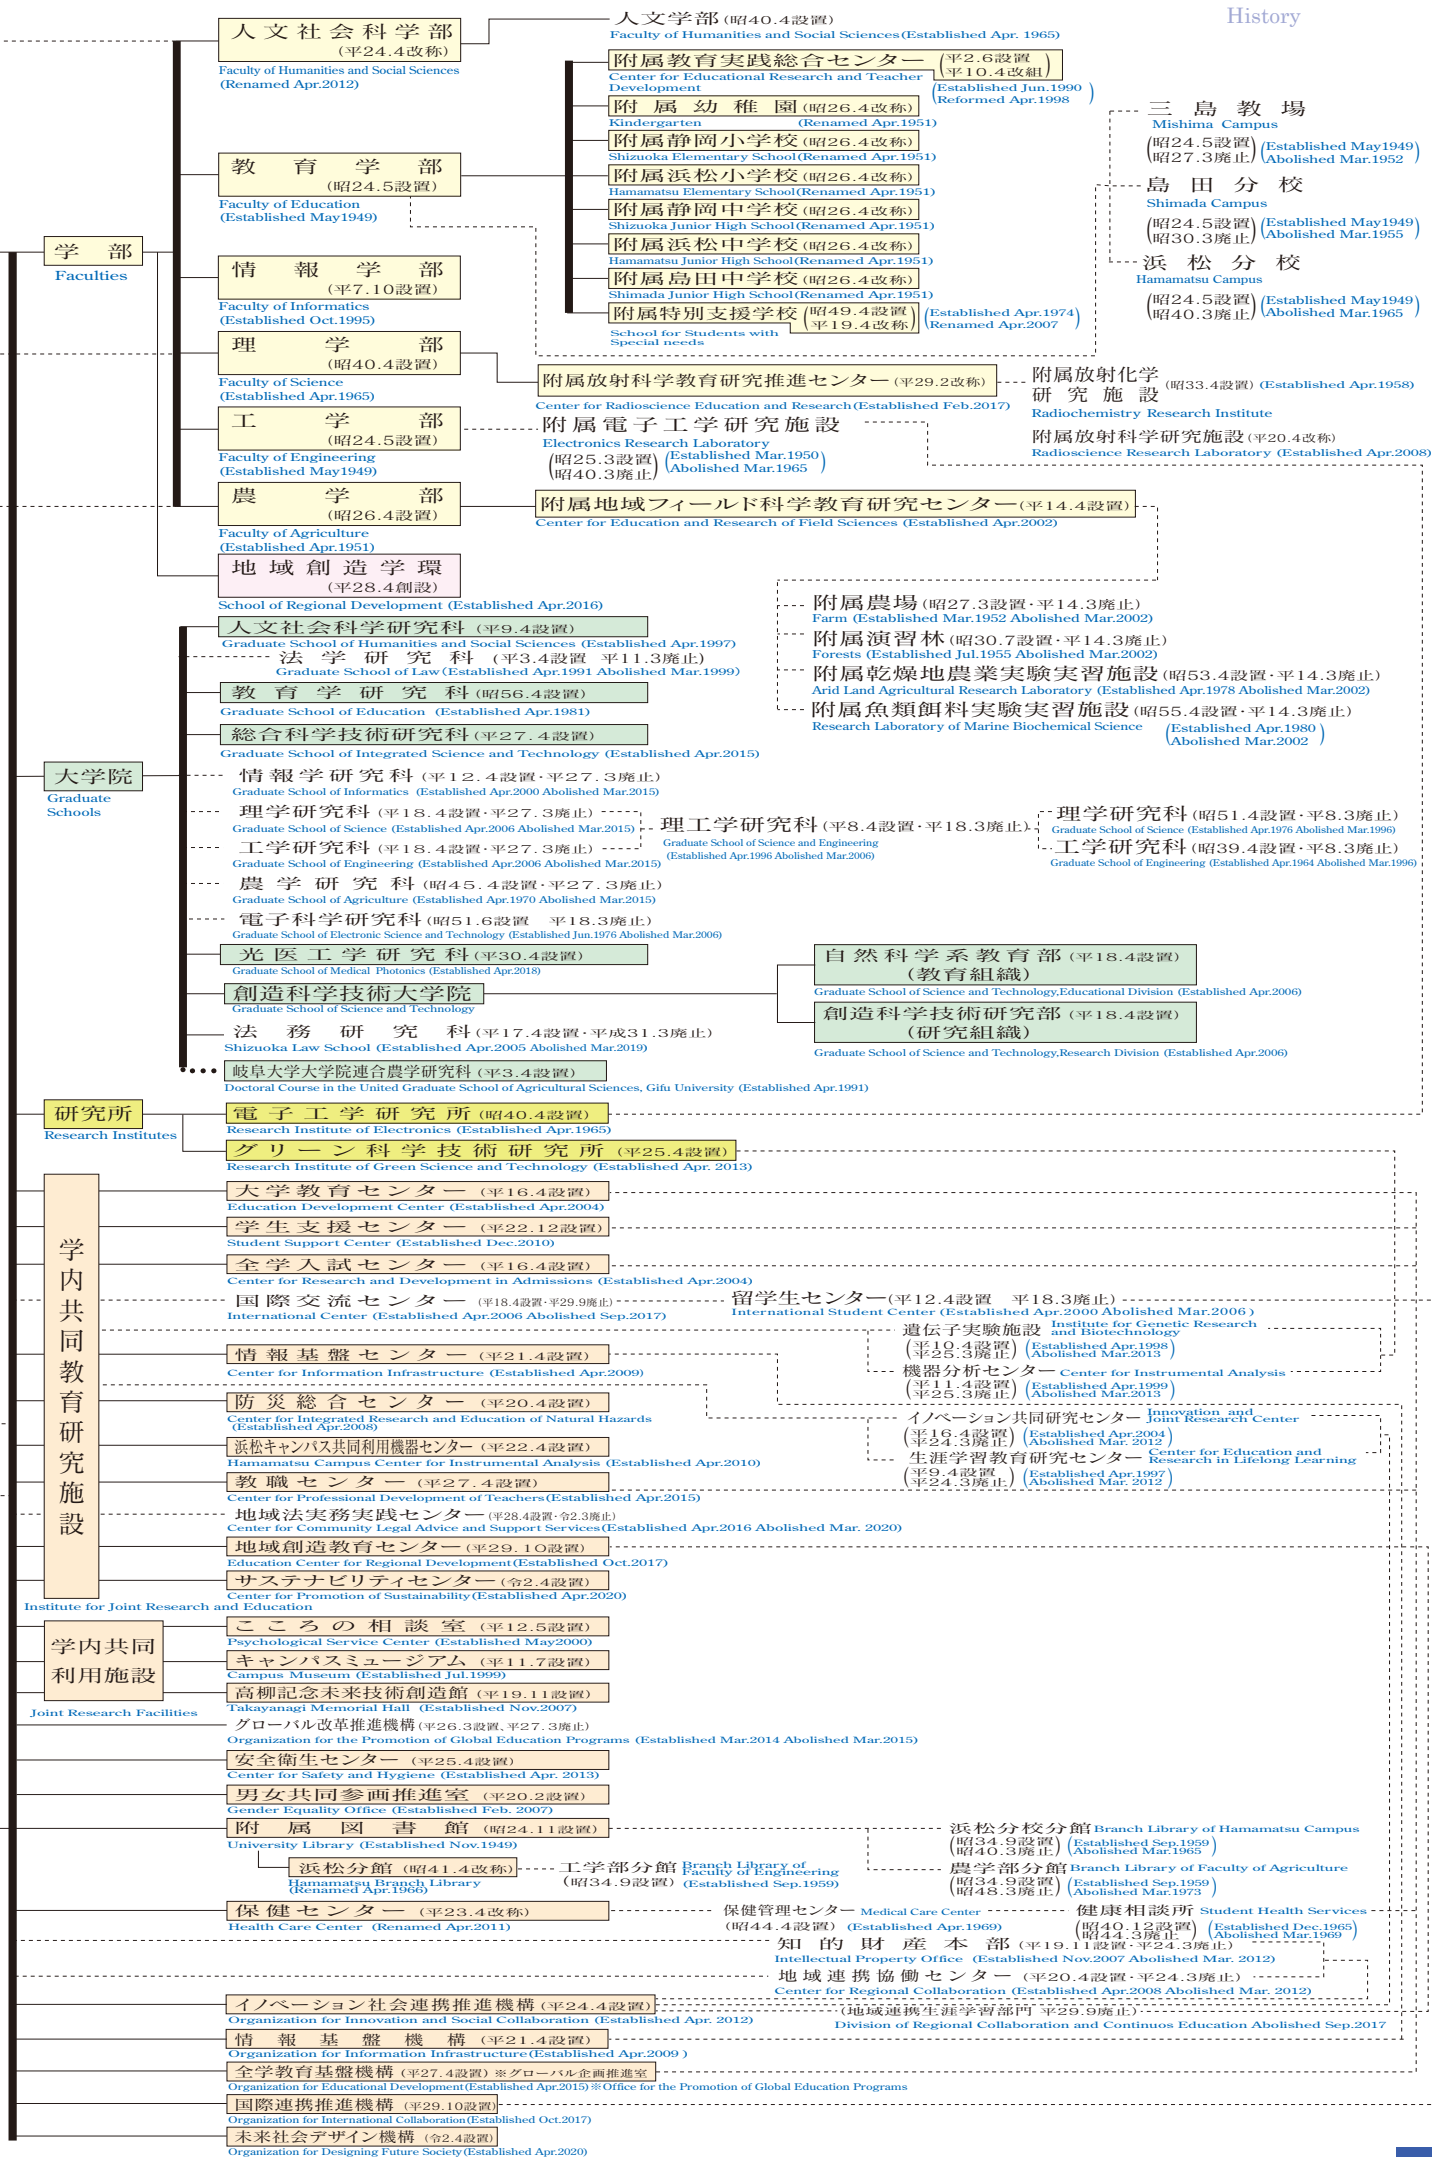 History
人文社会科学部
(平24.4改称)
Faculty of Humanities and Social Sciences
(Renamed Apr.2012)
人文学部(昭40.4設置)
Faculty of Humanities and Social Sciences(Established Apr. 1965)
附属教育実践総合センター(平2.6設置
平10.4改組)
Center for Educational Research and Teacher
Development
(Established Jun.1990
Reformed Apr.1998)
附属幼稚園(昭26.4改称)
Kindergarten (Renamed Apr.1951)
附属静岡小学校(昭26.4改称)
Shizuoka Elementary School(Renamed Apr.1951)
教育学部
(昭24.5設置)
Faculty of Education
(Established May1949)
附属浜松小学校(昭26.4改称)
Hamamatsu Elementary School(Renamed Apr.1951)
附属静岡中学校(昭26.4改称)
Shizuoka Junior High School(Renamed Apr.1951)
附属浜松中学校(昭26.4改称)
Hamamatsu Junior High School(Renamed Apr.1951)
附属島田中学校(昭26.4改称)
Shimada Junior High School(Renamed Apr.1951)
附属特別支援学校(昭49.4設置
平19.4改称)
(Established Apr.1974
Renamed Apr.2007)
School for Students with
Special needs
三島教場
Mishima Campus
(昭24.5設置
昭27.3廃止)
(Established May1949
Abolished Mar.1952)
島田分校
Shimada Campus
(昭24.5設置
昭30.3廃止)
(Established May1949
Abolished Mar.1955)
浜松分校
Hamamatsu Campus
(昭24.5設置
昭40.3廃止)
(Established May1949
Abolished Mar.1965)
学部
Faculties
情報学部
(平7.10設置)
Faculty of Informatics
(Established Oct.1995)
理学部
(昭40.4設置)
Faculty of Science
(Established Apr.1965)
附属放射科学教育研究推進センター(平29.2改称)
Center for Radioscience Education and Research(Established Feb.2017)
附属放射化学
研究施設
(昭33.4設置) (Established Apr.1958)
Radiochemistry Research Institute
附属放射科学研究施設(平20.4改称)
Radioscience Research Laboratory (Established Apr.2008)
工学部
(昭24.5設置)
Faculty of Engineering
(Established May1949)
附属電子工学研究施設
Electronics Research Laboratory
(昭25.3設置
昭40.3廃止)
(Established Mar.1950
Abolished Mar.1965)
農学部
(昭26.4設置)
Faculty of Agriculture
(Established Apr.1951)
附属地域フィールド科学教育研究センター(平14.4設置)
Center for Education and Research of Field Sciences (Established Apr.2002)
地域創造学環
(平28.4創設)
School of Regional Development (Established Apr.2016)
附属農場(昭27.3設置・平14.3廃止)
Farm (Established Mar.1952 Abolished Mar.2002)
附属演習林(昭30.7設置・平14.3廃止)
Forests (Established Jul.1955 Abolished Mar.2002)
附属乾燥地農業実験実習施設(昭53.4設置・平14.3廃止)
Arid Land Agricultural Research Laboratory (Established Apr.1978 Abolished Mar.2002)
附属魚類餌料実験実習施設(昭55.4設置・平14.3廃止)
Research Laboratory of Marine Biochemical Science (Established Apr.1980
Abolished Mar.2002 )
大学院
Graduate
Schools
人文社会科学研究科(平9.4設置)
Graduate School of Humanities and Social Sciences (Established Apr.1997)
法学研究科(平3.4設置 平11.3廃止)
Graduate School of Law(Established Apr.1991 Abolished Mar.1999)
教育学研究科(昭56.4設置)
Graduate School of Education (Established Apr.1981)
総合科学技術研究科(平27.4設置)
Graduate School of Integrated Science and Technology (Established Apr.2015)
情報学研究科(平12.4設置・平27.3廃止)
Graduate School of Informatics (Established Apr.2000 Abolished Mar.2015)
理学研究科(平18.4設置・平27.3廃止)
Graduate School of Science (Established Apr.2006 Abolished Mar.2015)
工学研究科(平18.4設置・平27.3廃止)
Graduate School of Engineering (Established Apr.2006 Abolished Mar.2015)
理工学研究科(平8.4設置・平18.3廃止)
Graduate School of Science and Engineering
(Established Apr.1996 Abolished Mar.2006)
理学研究科(昭51.4設置・平8.3廃止)
Graduate School of Science (Established Apr.1976 Abolished Mar.1996)
工学研究科(昭39.4設置・平8.3廃止)
Graduate School of Engineering (Established Apr.1964 Abolished Mar.1996)
農学研究科(昭45.4設置・平27.3廃止)
Graduate School of Agriculture (Established Apr.1970 Abolished Mar.2015)
電子科学研究科(昭51.6設置 平18.3廃止)
Graduate School of Electronic Science and Technology (Established Jun.1976 Abolished Mar.2006)
光医工学研究科(平30.4設置)
Graduate School of Medical Photonics (Established Apr.2018)
創造科学技術大学院
Graduate School of Science and Technology
自然科学系教育部(平18.4設置)
(教育組織)
Graduate School of Science and Technology,Educational Division (Established Apr.2006)
創造科学技術研究部(平18.4設置)
(研究組織)
Graduate School of Science and Technology,Research Division (Established Apr.2006)
法務研究科(平17.4設置・平成31.3廃止)
Shizuoka Law School (Established Apr.2005 Abolished Mar.2019)
岐阜大学大学院連合農学研究科(平3.4設置)
Doctoral Course in the United Graduate School of Agricultural Sciences, Gifu University (Established Apr.1991)
研究所
Research Institutes
電子工学研究所(昭40.4設置)
Research Institute of Electronics (Established Apr.1965)
グリーン科学技術研究所(平25.4設置)
Research Institute of Green Science and Technology (Established Apr. 2013)
学内共同教育研究施設
Institute for Joint Research and Education
大学教育センター(平16.4設置)
Education Development Center (Established Apr.2004)
学生支援センター(平22.12設置)
Student Support Center (Established Dec.2010)
全学入試センター(平16.4設置)
Center for Research and Development in Admissions (Established Apr.2004)
国際交流センター(平18.4設置・平29.9廃止)
International Center (Established Apr.2006 Abolished Sep.2017)
留学生センター(平12.4設置 平18.3廃止)
International Student Center (Established Apr.2000 Abolished Mar.2006 )
遺伝子実験施設 Institute for Genetic Research
and Biotechnology
(平10.4設置
平25.3廃止)
(Established Apr.1998
Abolished Mar.2013 )
機器分析センター Center for Instrumental Analysis
(平11.4設置
平25.3廃止)
(Established Apr.1999
Abolished Mar.2013 )
情報基盤センター(平21.4設置)
Center for Information Infrastructure (Established Apr.2009)
防災総合センター(平20.4設置)
Center for Integrated Research and Education of Natural Hazards
(Established Apr.2008)
イノベーション共同研究センター Innovation and
Joint Research Center
(平16.4設置
平24.3廃止)
(Established Apr.2004
Abolished Mar. 2012 )
浜松キャンパス共同利用機器センター(平22.4設置)
Hamamatsu Campus Center for Instrumental Analysis (Established Apr.2010)
生涯学習教育研究センター Center for Education and
Research in Lifelong Learning
(平9.4設置
平24.3廃止)
(Established Apr.1997
Abolished Mar. 2012 )
教職センター(平27.4設置)
Center for Professional Development of Teachers(Established Apr.2015)
地域法実務実践センター(平28.4設置・令2.3廃止)
Center for Community Legal Advice and Support Services(Established Apr.2016 Abolished Mar. 2020)
地域創造教育センター(平29.10設置)
Education Center for Regional Development(Established Oct.2017)
サステナビリティセンター(令2.4設置)
Center for Promotion of Sustainability(Established Apr.2020)
学内共同
利用施設
Joint Research Facilities
こころの相談室(平12.5設置)
Psychological Service Center (Established May2000)
キャンパスミュージアム(平11.7設置)
Campus Museum (Established Jul.1999)
高柳記念未来技術創造館(平19.11設置)
Takayanagi Memorial Hall (Established Nov.2007)
グローバル改革推進機構(平26.3設置、平27.3廃止)
Organization for the Promotion of Global Education Programs (Established Mar.2014 Abolished Mar.2015)
安全衛生センター(平25.4設置)
Center for Safety and Hygiene (Established Apr. 2013)
男女共同参画推進室(平20.2設置)
Gender Equality Office (Established Feb. 2007)
附属図書館(昭24.11設置)
University Library (Established Nov.1949)
浜松分校分館 Branch Library of Hamamatsu Campus
(昭34.9設置
昭40.3廃止)
(Established Sep.1959
Abolished Mar.1965 )
浜松分館(昭41.4改称)
Hamamatsu Branch Library
(Renamed Apr.1966)
工学部分館 Branch Library of
Faculty of Engineering
(昭34.9設置) (Established Sep.1959)
農学部分館 Branch Library of Faculty of Agriculture
(昭34.9設置
昭48.3廃止)
(Established Sep.1959
Abolished Mar.1973 )
保健センター(平23.4改称)
Health Care Center (Renamed Apr.2011)
保健管理センター Medical Care Center
(昭44.4設置) (Established Apr.1969)
健康相談所 Student Health Services
(昭40.12設置
昭44.3廃止)
(Established Dec.1965
Abolished Mar.1969 )
知的財産本部(平19.11設置・平24.3廃止)
Intellectual Property Office (Established Nov.2007 Abolished Mar. 2012)
地域連携協働センター(平20.4設置・平24.3廃止)
Center for Regional Collaboration (Established Apr.2008 Abolished Mar. 2012)
イノベーション社会連携推進機構(平24.4設置)
Organization for Innovation and Social Collaboration (Established Apr. 2012)
(地域連携生涯学習部門 平29.9廃止)
Division of Regional Collaboration and Continuos Education Abolished Sep.2017
情報基盤機構(平21.4設置)
Organization for Information Infrastructure(Established Apr.2009 )
全学教育基盤機構(平27.4設置)※グローバル企画推進室
Organization for Educational Development(Established Apr.2015)※Office for the Promotion of Global Education Programs
国際連携推進機構(平29.10設置)
Organization for International Collaboration(Established Oct.2017)
未来社会デザイン機構(令2.4設置)
Organization for Designing Future Society(Established Apr.2020)